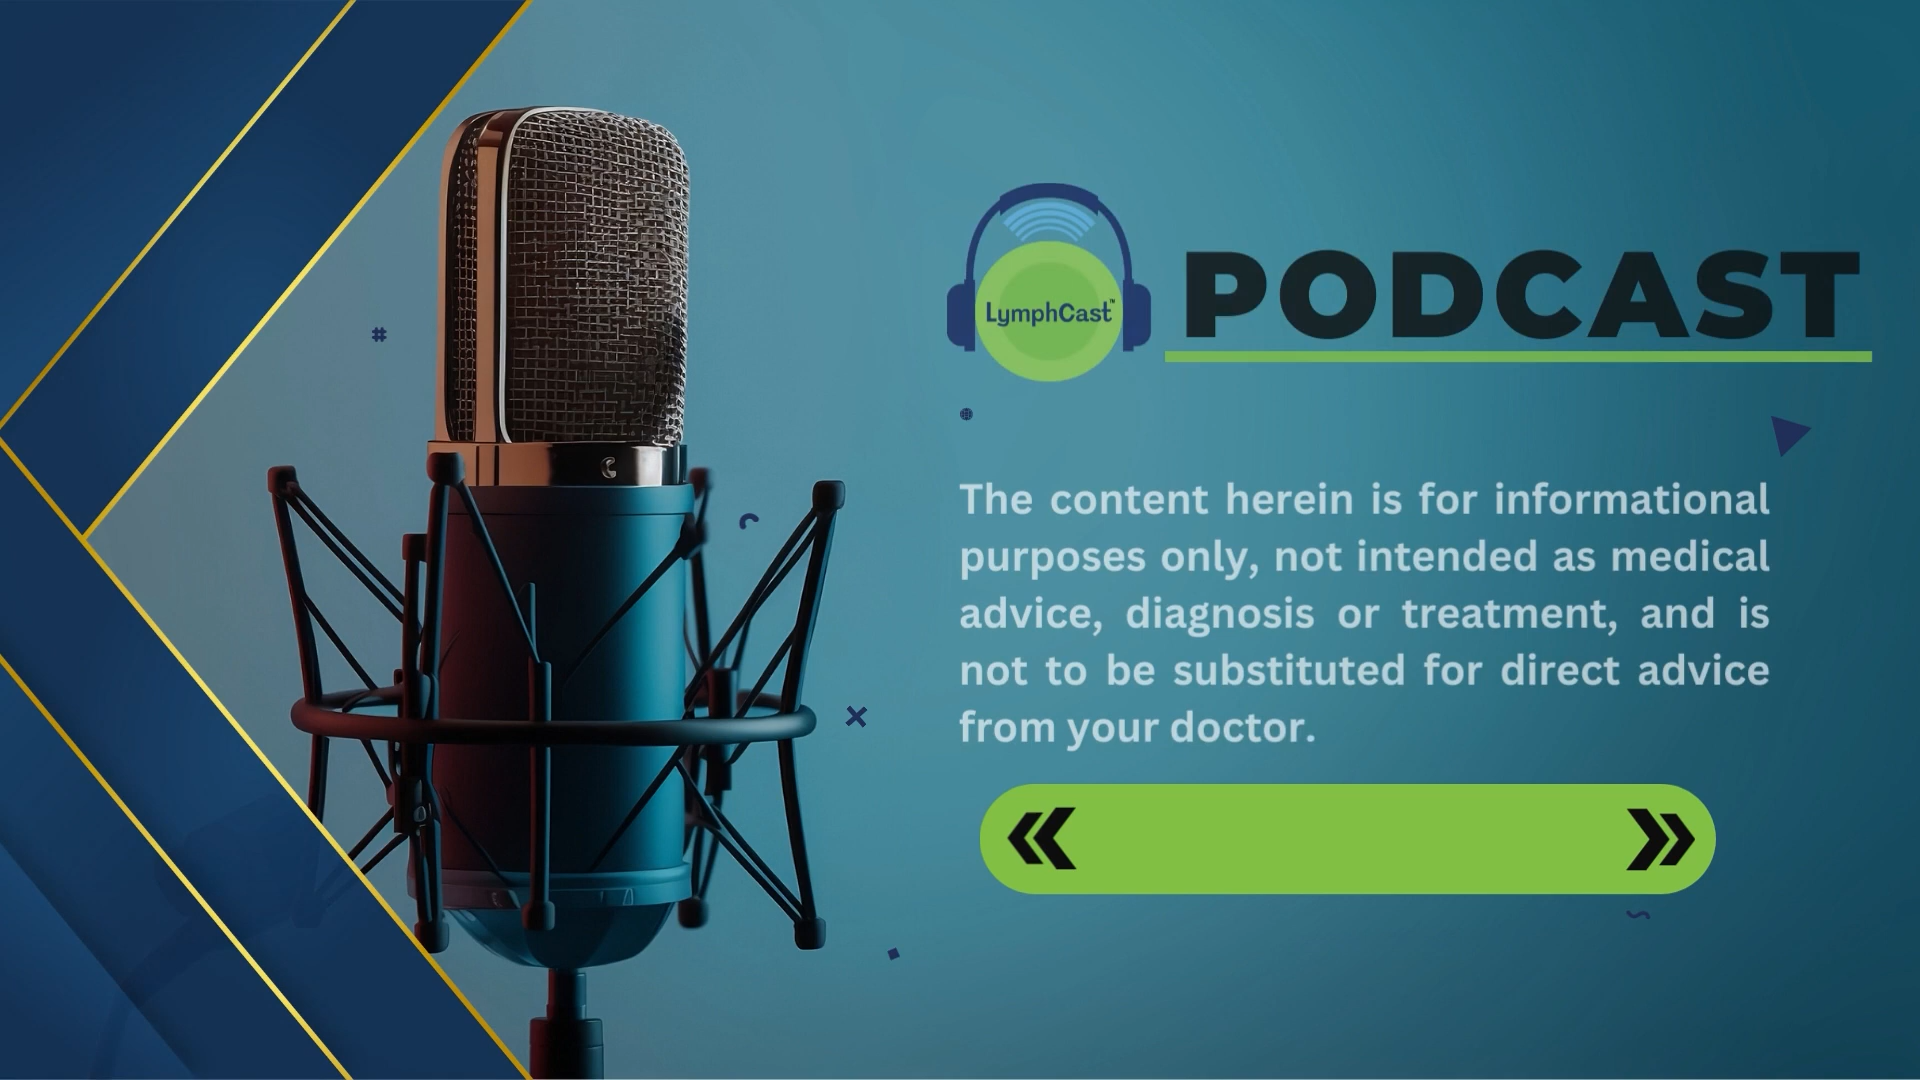 LymphCast™
PODCAST
The content herein is for informational
purposes only, not intended as medical
advice, diagnosis or treatment, and is
not to be substituted for direct advice
from your doctor.